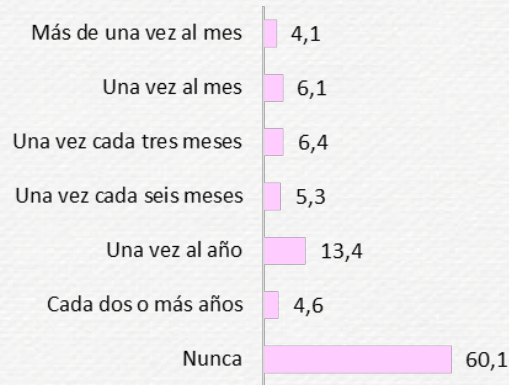 Más de una vez al mes 4,1
Una vez al mes 6,1
Una vez cada tres meses 6,4
Una vez cada seis meses 5,3
Una vez al año 13,4
Cada dos o más años 4,6
Nunca 60,1